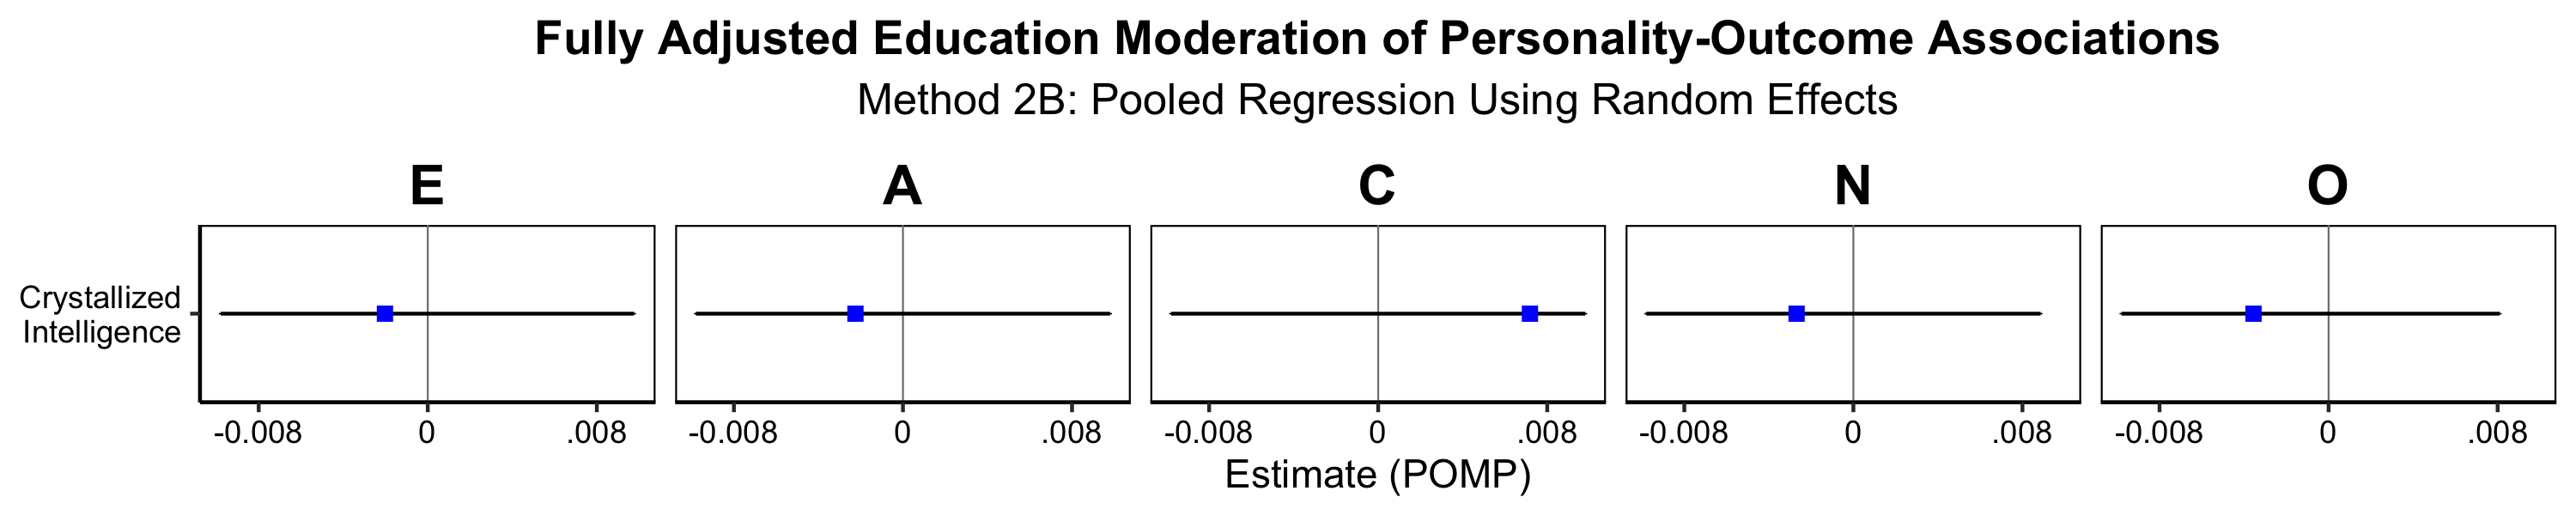 Fully Adjusted Education Moderation of Personality-Outcome Associations
Method 2B: Pooled Regression Using Random Effects
E A C N O
Crystallized
Intelligence
-0.008 0 .008 -0.008 0 .008 -0.008 0 .008 -0.008 0 .008 -0.008 0 .008
Estimate (POMP)